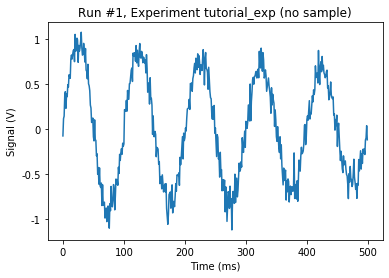 Run #1, Experiment tutorial_exp (no sample)
1
0.5
0
-0.5
-1
Signal (V)
0 100 200 300 400 500
Time (ms)